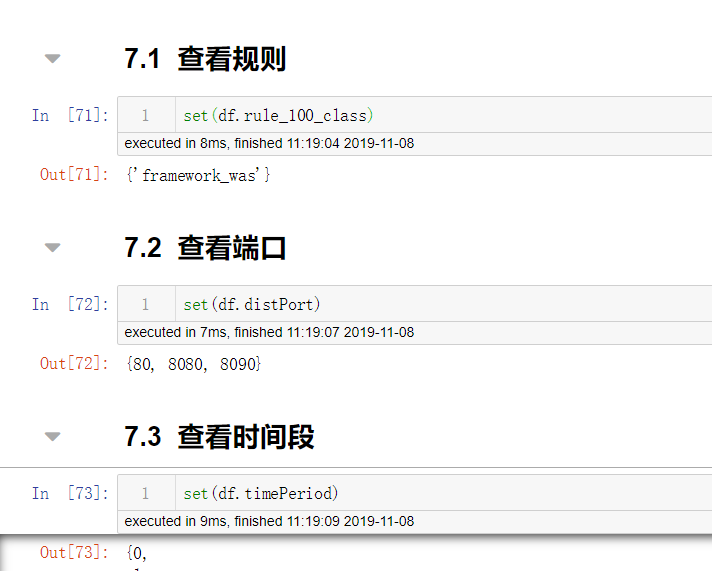 7.1 查看规则
In [71]:
1 set(df.rule_100_class)
executed in 8ms, finished 11:19:04 2019-11-08
Out[71]: {'framework_was'}
7.2 查看端口
In [72]:
1 set(df.distPort)
executed in 7ms, finished 11:19:07 2019-11-08
Out[72]: {80, 8080, 8090}
7.3 查看时间段
In [73]:
1 set(df.timePeriod)
executed in 9ms, finished 11:19:09 2019-11-08
Out[73]: {0,